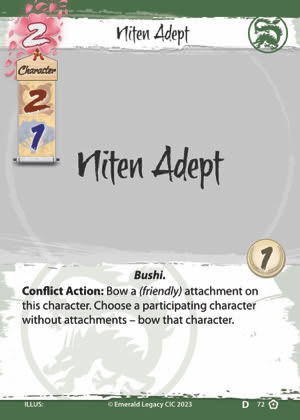 2
Niten Adept
Character
2
1
Niten Adept
1
Bushi.
Conflict Action: Bow a (friendly) attachment on
this character. Choose a participating character
without attachments – bow that character.
ILLUS:
© Emerald Legacy CIC 2023
D 72